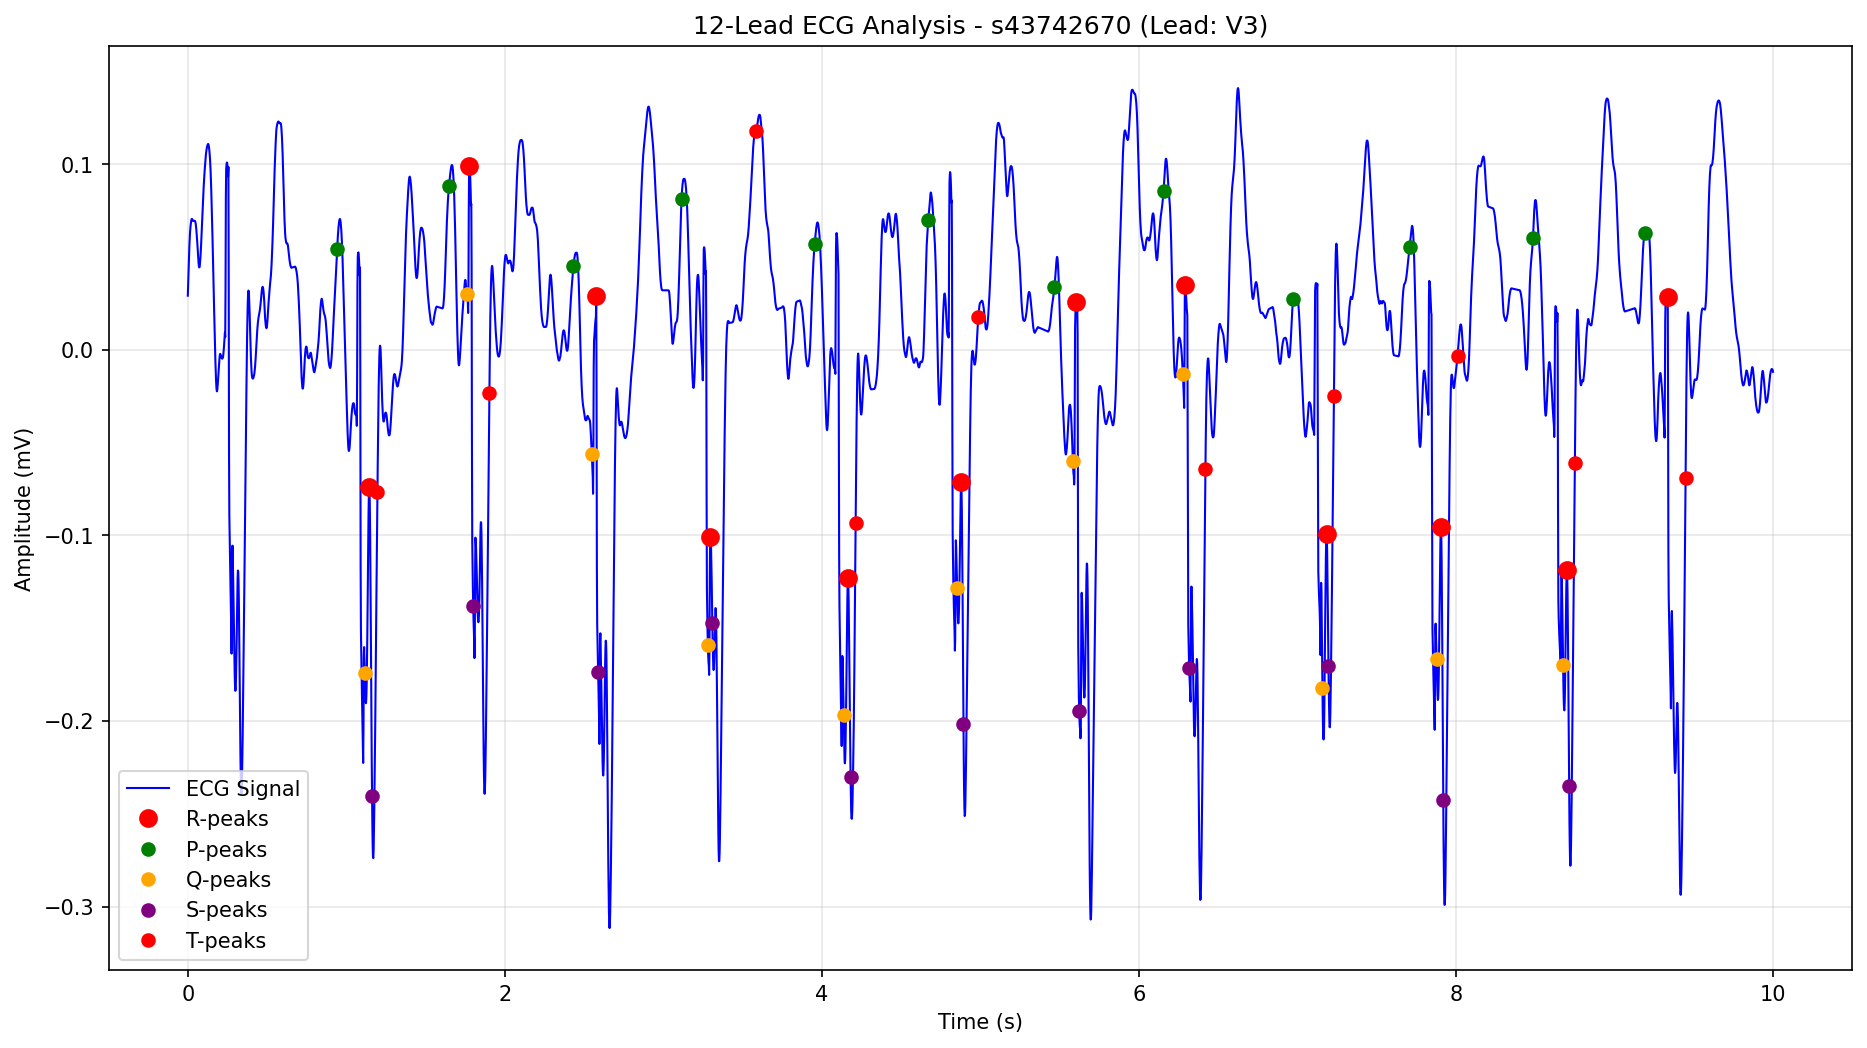 12-Lead ECG Analysis - s43742670 (Lead: V3)
Amplitude (mV)
0.1
0.0
−0.1
−0.2
−0.3
ECG Signal
R-peaks
P-peaks
Q-peaks
S-peaks
T-peaks
0 2 4 6 8 10
Time (s)